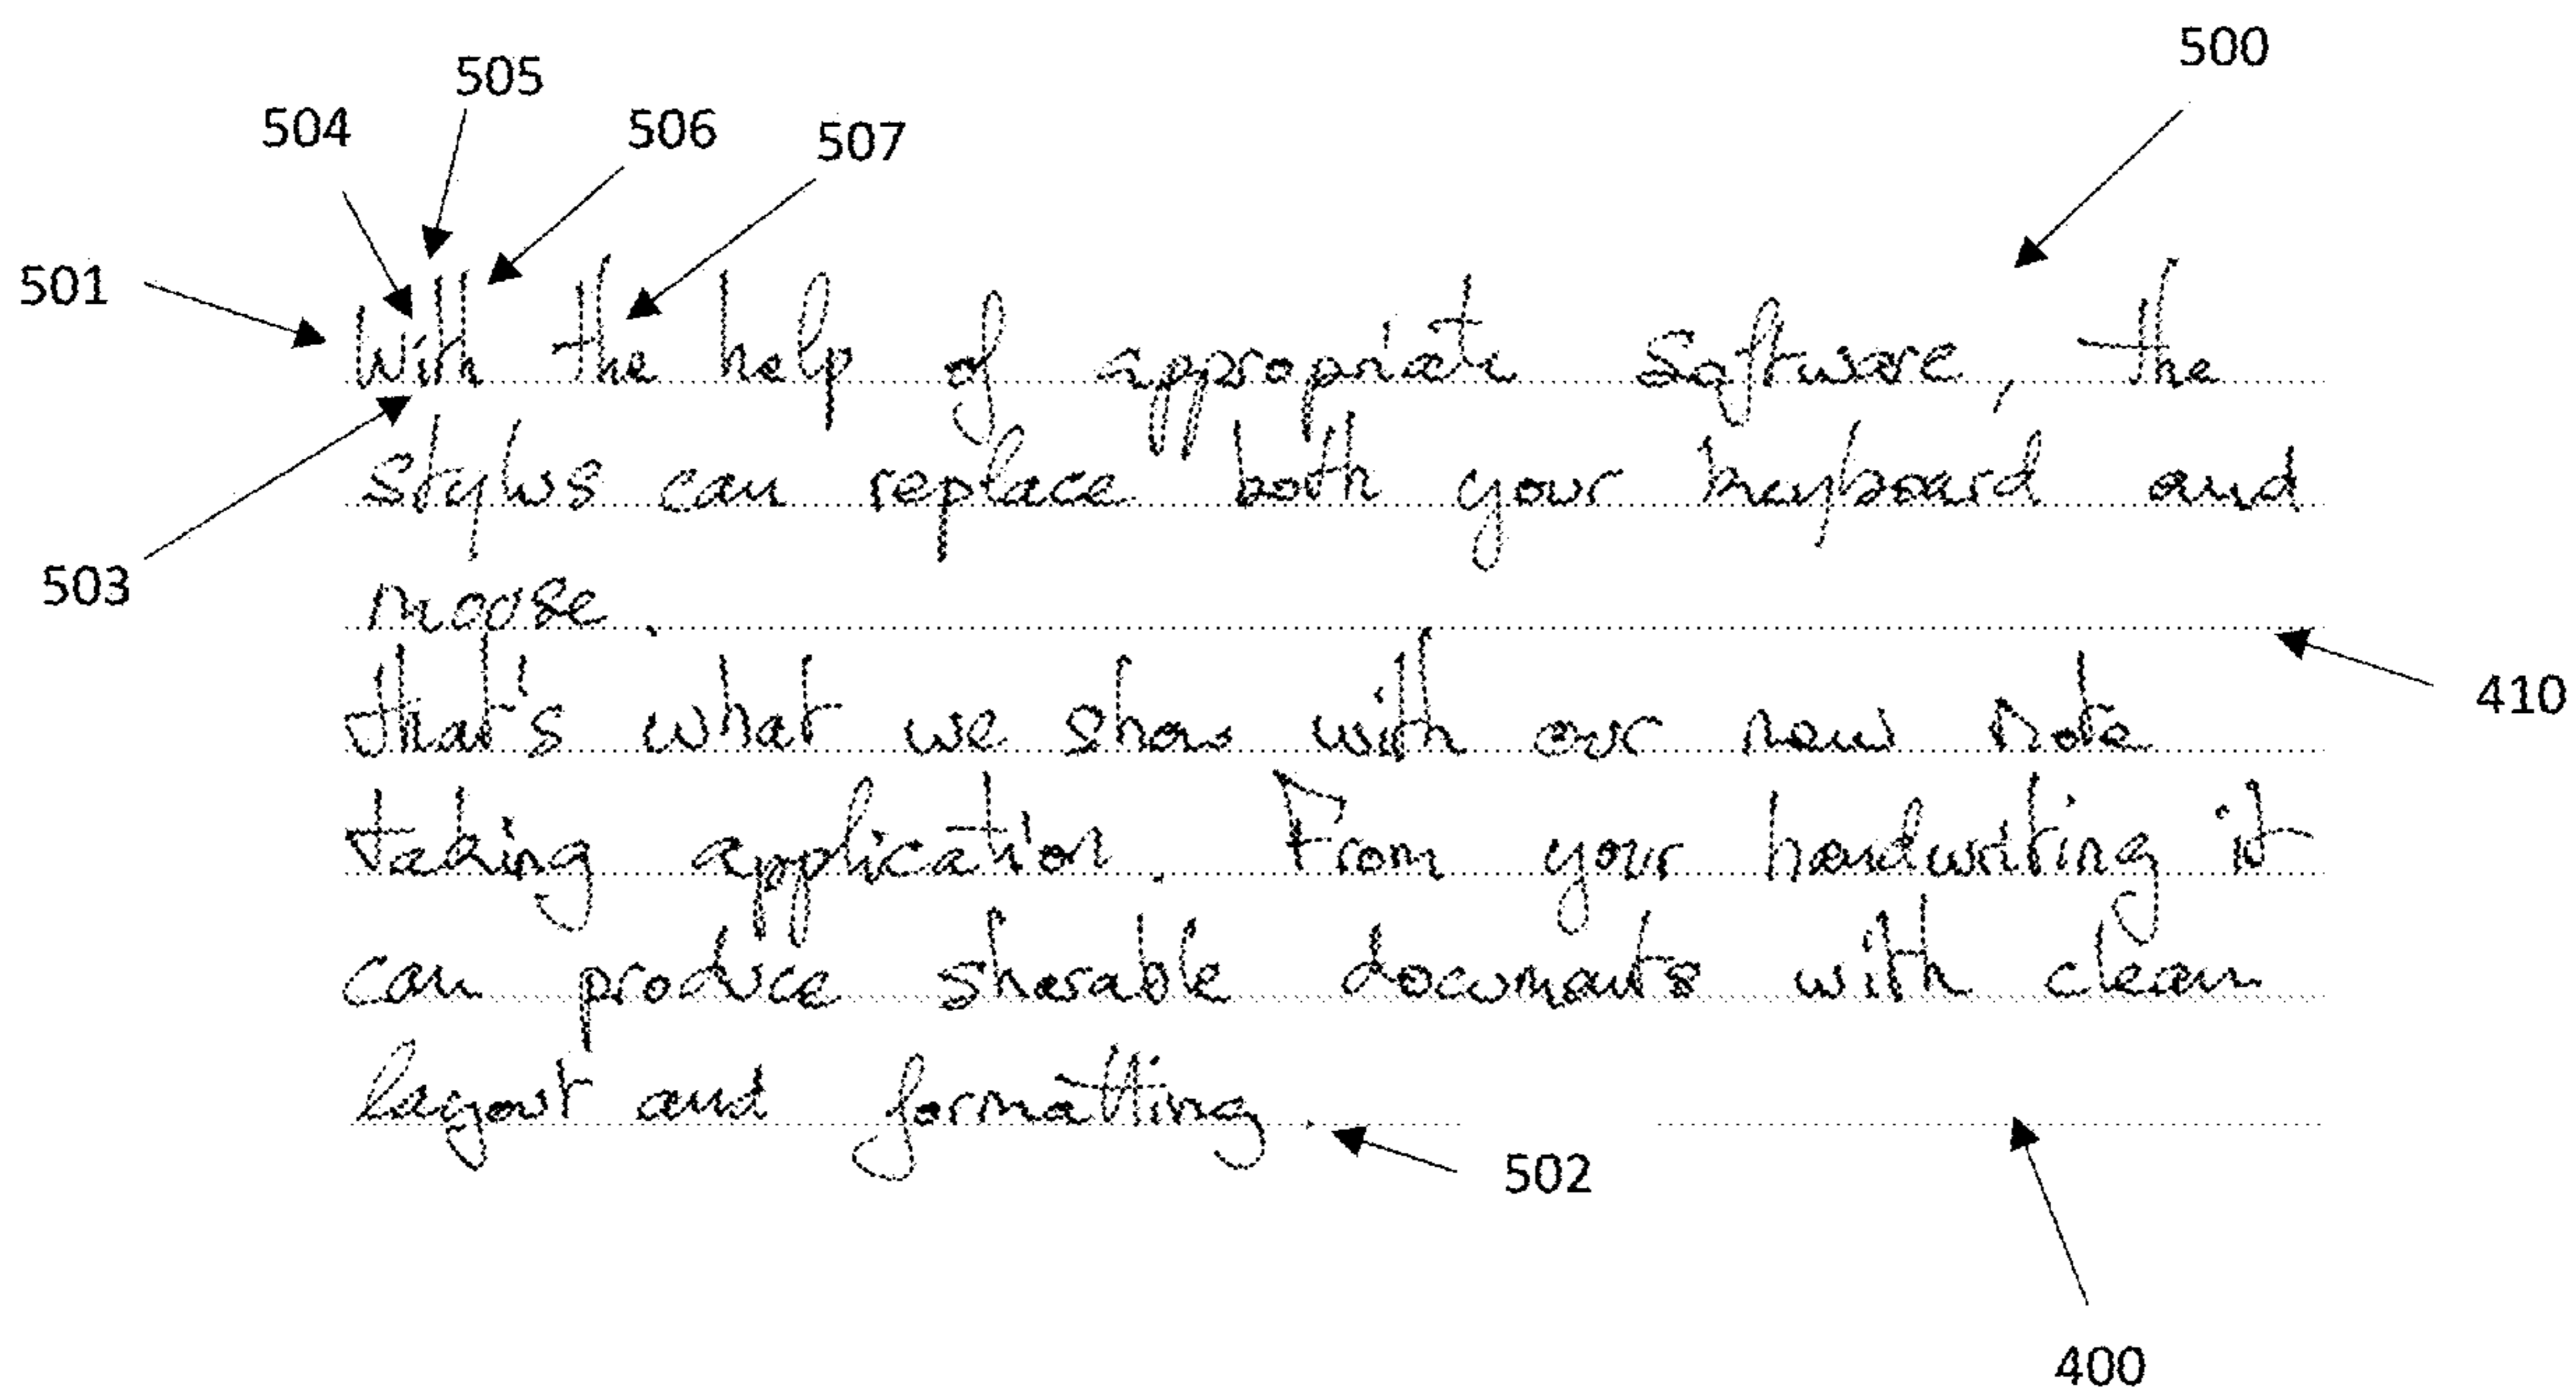 500
505
504 506 507
501
With the help of appropriate Software, the
stylus can replace both your keyboard and
503
mouse.
410
that's what we show with our new note
taking application. From your handwriting it
can produce sharable documents with clean
layout and formatting.
502
400